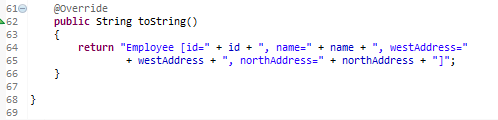 61 @Override
62 public String toString()
63 {
64 return "Employee [id=" + id + ", name=" + name + ", westAddress="
65 + westAddress + ", northAddress=" + northAddress + "]";
66 }
67
68 }
69